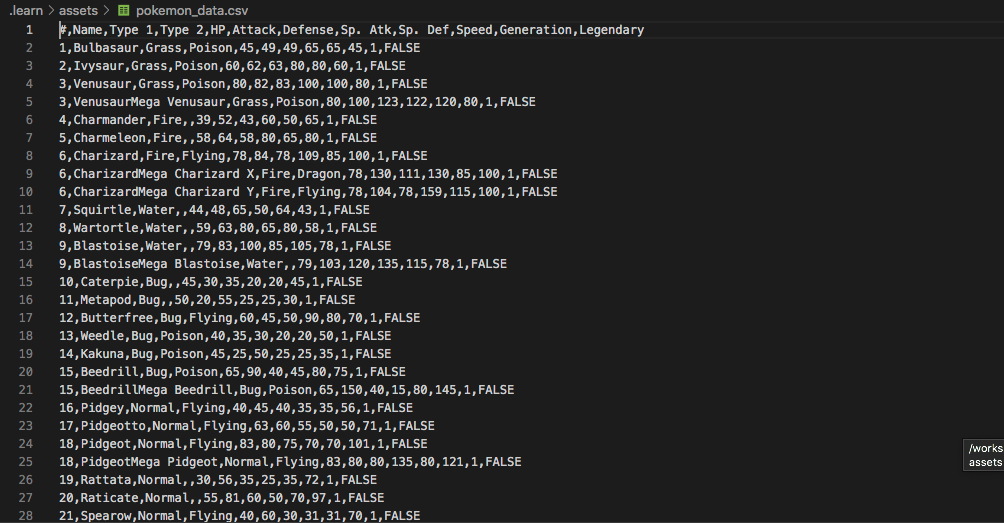 .learn > assets > pokemon_data.csv
1 #,Name,Type 1,Type 2,HP,Attack,Defense,Sp. Atk,Sp. Def,Speed,Generation,Legendary
2 1,Bulbasaur,Grass,Poison,45,49,49,65,65,45,1,FALSE
3 2,Ivysaur,Grass,Poison,60,62,63,80,80,60,1,FALSE
4 3,Venusaur,Grass,Poison,80,82,83,100,100,80,1,FALSE
5 3,VenusaurMega Venusaur,Grass,Poison,80,100,123,122,120,80,1,FALSE
6 4,Charmander,Fire,,39,52,43,60,50,65,1,FALSE
7 5,Charmeleon,Fire,,58,64,58,80,65,80,1,FALSE
8 6,Charizard,Fire,Flying,78,84,78,109,85,100,1,FALSE
9 6,CharizardMega Charizard X,Fire,Dragon,78,130,111,130,85,100,1,FALSE
10 6,CharizardMega Charizard Y,Fire,Flying,78,104,78,159,115,100,1,FALSE
11 7,Squirtle,Water,,44,48,65,50,64,43,1,FALSE
12 8,Wartortle,Water,,59,63,80,65,80,58,1,FALSE
13 9,Blastoise,Water,,79,83,100,85,105,78,1,FALSE
14 9,BlastoiseMega Blastoise,Water,,79,103,120,135,115,78,1,FALSE
15 10,Caterpie,Bug,,45,30,35,20,20,45,1,FALSE
16 11,Metapod,Bug,,50,20,55,25,25,30,1,FALSE
17 12,Butterfree,Bug,Flying,60,45,50,90,80,70,1,FALSE
18 13,Weedle,Bug,Poison,40,35,30,20,20,50,1,FALSE
19 14,Kakuna,Bug,Poison,45,25,50,25,25,35,1,FALSE
20 15,Beedrill,Bug,Poison,65,90,40,45,80,75,1,FALSE
21 15,BeedrillMega Beedrill,Bug,Poison,65,150,40,15,80,145,1,FALSE
22 16,Pidgey,Normal,Flying,40,45,40,35,35,56,1,FALSE
23 17,Pidgeotto,Normal,Flying,63,60,55,50,50,71,1,FALSE
24 18,Pidgeot,Normal,Flying,83,80,75,70,70,101,1,FALSE
25 18,PidgeotMega Pidgeot,Normal,Flying,83,80,80,135,80,121,1,FALSE
26 19,Rattata,Normal,,30,56,35,25,35,72,1,FALSE
27 20,Raticate,Normal,,55,81,60,50,70,97,1,FALSE
28 21,Spearow,Normal,Flying,40,60,30,31,31,70,1,FALSE
/works
assets